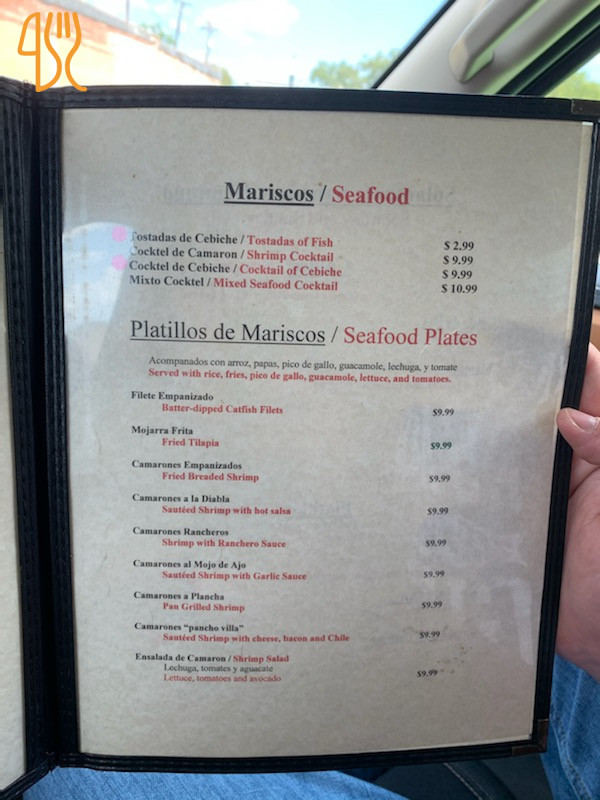 Mariscos / Seafood
Tostadas de Cebiche / Tostadas of Fish $ 2.99
Cocktel de Camaron / Shrimp Cocktail $ 9.99
Cocktel de Cebiche / Cocktail of Cebiche $ 9.99
Mixto Cocktel / Mixed Seafood Cocktail $ 10.99
Platillos de Mariscos / Seafood Plates
Acompanados con arroz, papas, pico de gallo, guacamole, lechuga, y tomate
Served with rice, fries, pico de gallo, guacamole, lettuce, and tomatoes.
Filete Empanizado
Batter-dipped Catfish Filets $9.99
Mojarra Frita
Fried Tilapia $9.99
Camarones Empanizados
Fried Breaded Shrimp $9.99
Camarones a la Diabla
Sautéed Shrimp with hot salsa $9.99
Camarones Rancheros
Shrimp with Ranchero Sauce $9.99
Camarones al Mojo de Ajo
Sautéed Shrimp with Garlic Sauce $9.99
Camarones a Plancha
Pan Grilled Shrimp $9.99
Camarones “pancho villa”
Sautéed Shrimp with cheese, bacon and Chile $9.99
Ensalada de Camaron / Shrimp Salad
Lechuga, tomates y aguacate $9.99
Lettuce, tomatoes and avocado